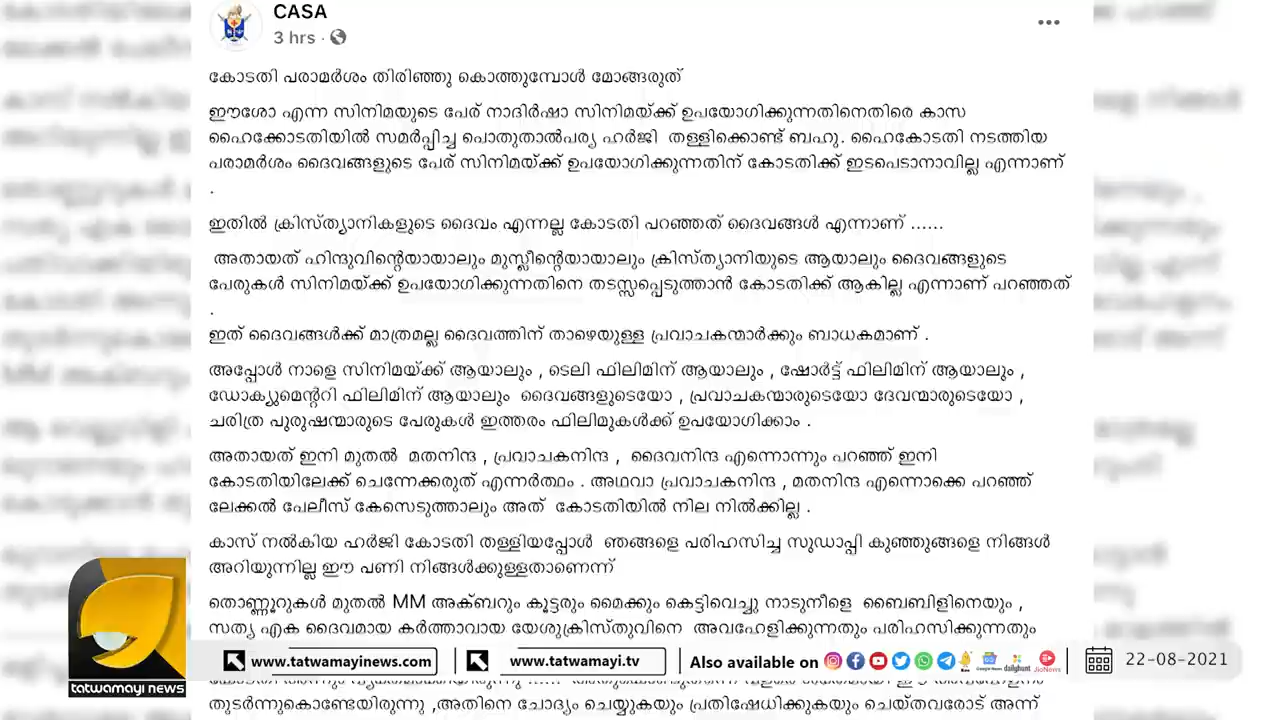 CASA
3 hrs ·
കോടതി പരാമർശം തിരിഞ്ഞു കൊത്തുമ്പോൾ മോങ്ങരുത്
ഈശോ എന്ന സിനിമയുടെ പേര് നാദിർഷാ സിനിമയ്ക്ക് ഉപയോഗിക്കുന്നതിനെതിരെ കാസ
ഹൈക്കോടതിയിൽ സമർപ്പിച്ച പൊതുതാൽപര്യ ഹർജി തള്ളിക്കൊണ്ട് ബഹു. ഹൈകോടതി നടത്തിയ
പരാമർശം ദൈവങ്ങളുടെ പേര് സിനിമയ്ക്ക് ഉപയോഗിക്കുന്നതിന് കോടതിക്ക് ഇടപെടാനാവില്ല എന്നാണ്
.
ഇതിൽ ക്രിസ്ത്യാനികളുടെ ദൈവം എന്നല്ല കോടതി പറഞ്ഞത് ദൈവങ്ങൾ എന്നാണ് ......
അതായത് ഹിന്ദുവിന്റെയായാലും മുസ്ലീന്റെയായാലും ക്രിസ്ത്യാനിയുടെ ആയാലും ദൈവങ്ങളുടെ
പേരുകൾ സിനിമയ്ക്ക് ഉപയോഗിക്കുന്നതിനെ തടസ്സപ്പെടുത്താൻ കോടതിക്ക് ആകില്ല എന്നാണ് പറഞ്ഞത്
.
ഇത് ദൈവങ്ങൾക്ക് മാത്രമല്ല ദൈവത്തിന് താഴെയുള്ള പ്രവാചകന്മാർക്കും ബാധകമാണ് .
അപ്പോൾ നാളെ സിനിമയ്ക്ക് ആയാലും , ടെലി ഫിലിമിന് ആയാലും , ഷോർട്ട് ഫിലിമിന് ആയാലും ,
ഡോക്യുമെന്ററി ഫിലിമിന് ആയാലും ദൈവങ്ങളുടെയോ , പ്രവാചകന്മാരുടെയോ ദേവന്മാരുടെയോ ,
ചരിത്ര പുരുഷന്മാരുടെ പേരുകൾ ഇത്തരം ഫിലിമുകൾക്ക് ഉപയോഗിക്കാം .
അതായത് ഇനി മുതൽ മതനിന്ദ , പ്രവാചകനിന്ദ , ദൈവനിന്ദ എന്നൊന്നും പറഞ്ഞ് ഇനി
കോടതിയിലേക്ക് ചെന്നേക്കരുത് എന്നർത്ഥം . അഥവാ പ്രവാചകനിന്ദ , മതനിന്ദ എന്നൊക്കെ പറഞ്ഞ്
ലേക്കൽ പേലീസ് കേസെടുത്താലും അത് കോടതിയിൽ നില നിൽക്കില്ല .
കാസ് നൽകിയ ഹർജി കോടതി തള്ളിയപ്പോൾ ഞങ്ങളെ പരിഹസിച്ച സുഡാപ്പി കുഞ്ഞുങ്ങളെ നിങ്ങൾ
അറിയുന്നില്ല ഈ പണി നിങ്ങൾക്കുള്ളതാണെന്ന്
തൊണ്ണൂറുകൾ മുതൽ MM അക്ബറും കൂട്ടരും മൈക്കും കെട്ടിവെച്ചു നാടുനീളെ ബൈബിളിനെയും ,
സത്യ ഏക ദൈവമായ കർത്താവായ യേശുക്രിസ്തുവിനെ അവഹേളിക്കുന്നതും പരിഹസിക്കുന്നതും
തുടർന്നുകൊണ്ടേയിരുന്നു ,അതിനെ ചോദ്യം ചെയ്യുകയും പ്രതിഷേധിക്കുകയും ചെയ്തവരോട് അന്ന്
tatwamayi news
www.tatwamayinews.com
www.tatwamayi.tv
Also available on
Google News
dailyhunt
JioNews
22-08-2021